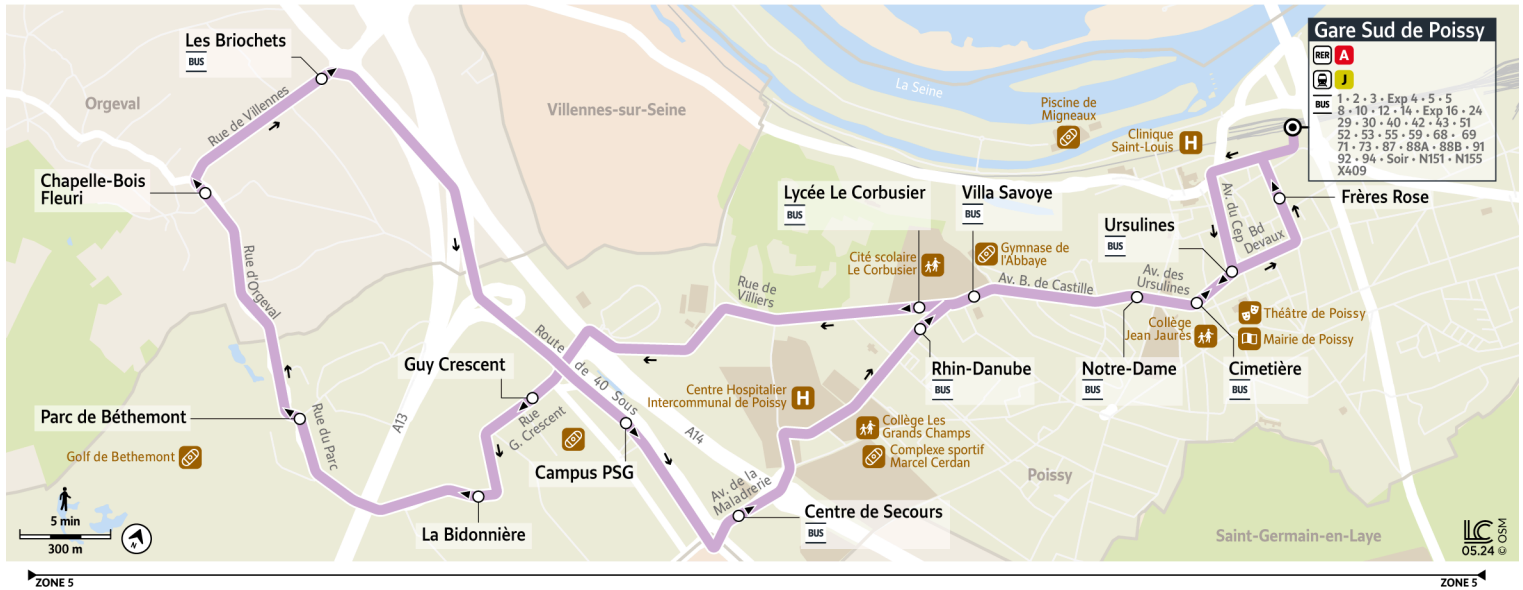 Les Briochets
BUS
Orgeval
Rue de Villennes
Villennes-sur-Seine
La Seine
Piscine de
Migneaux
Clinique
Saint-Louis
H
Gare Sud de Poissy
RER A
J
BUS
1 • 2 • 3 • Exp 4 • 5 • 5
8 • 10 • 12 • 14 • Exp 16 • 24
29 • 30 • 40 • 42 • 43 • 51
52 • 53 • 55 • 59 • 68 • 69
71 • 73 • 87 • 88A • 88B • 91
92 • 94 • Soir • N151 • N155
X409
Chapelle-Bois
Fleuri
Lycée Le Corbusier
BUS
Villa Savoye
BUS
Frères Rose
Ursulines
BUS
Av. du Cep
Bd
Devaux
Rue d'Orgeval
Cité scolaire
Le Corbusier
Gymnase de
l'Abbaye
Rue de
Villiers
Av. B. de Castille
Av. des
Ursulines
Théâtre de Poissy
Mairie de Poissy
Collège
Jean Jaurès
Route de 40 Sous
Guy Crescent
Rhin-Danube
BUS
Notre-Dame
BUS
Cimetière
BUS
Centre Hospitalier
Intercommunal de Poissy
H
Parc de Béthemont
Rue du Parc
A13
Rue
G. Crescent
A14
Collège Les
Grands Champs
Complexe sportif
Marcel Cerdan
Golf de Bethemont
Campus PSG
Poissy
Av. de la
Maladrerie
La Bidonnière
Centre de Secours
BUS
Saint-Germain-en-Laye
5 min
300 m
N
LC
05.24 © OSM
ZONE 5
ZONE 5